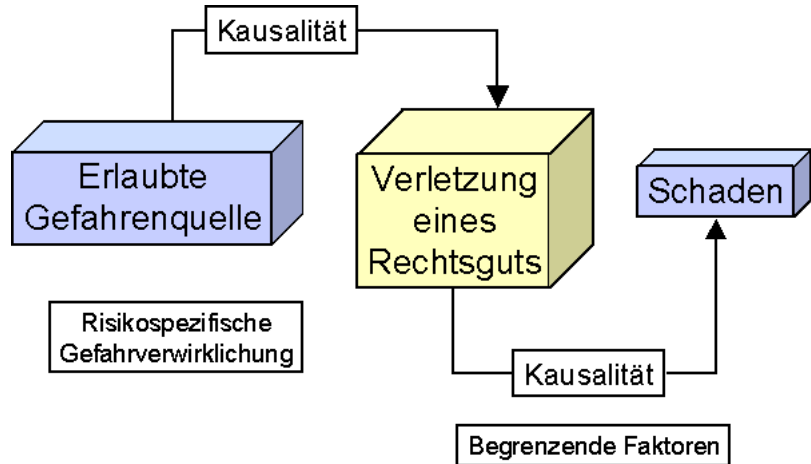 Kausalität
Erlaubte
Gefahrenquelle
Verletzung
eines
Rechtsguts
Schaden
Risikospezifische
Gefahrverwirklichung
Kausalität
Begrenzende Faktoren